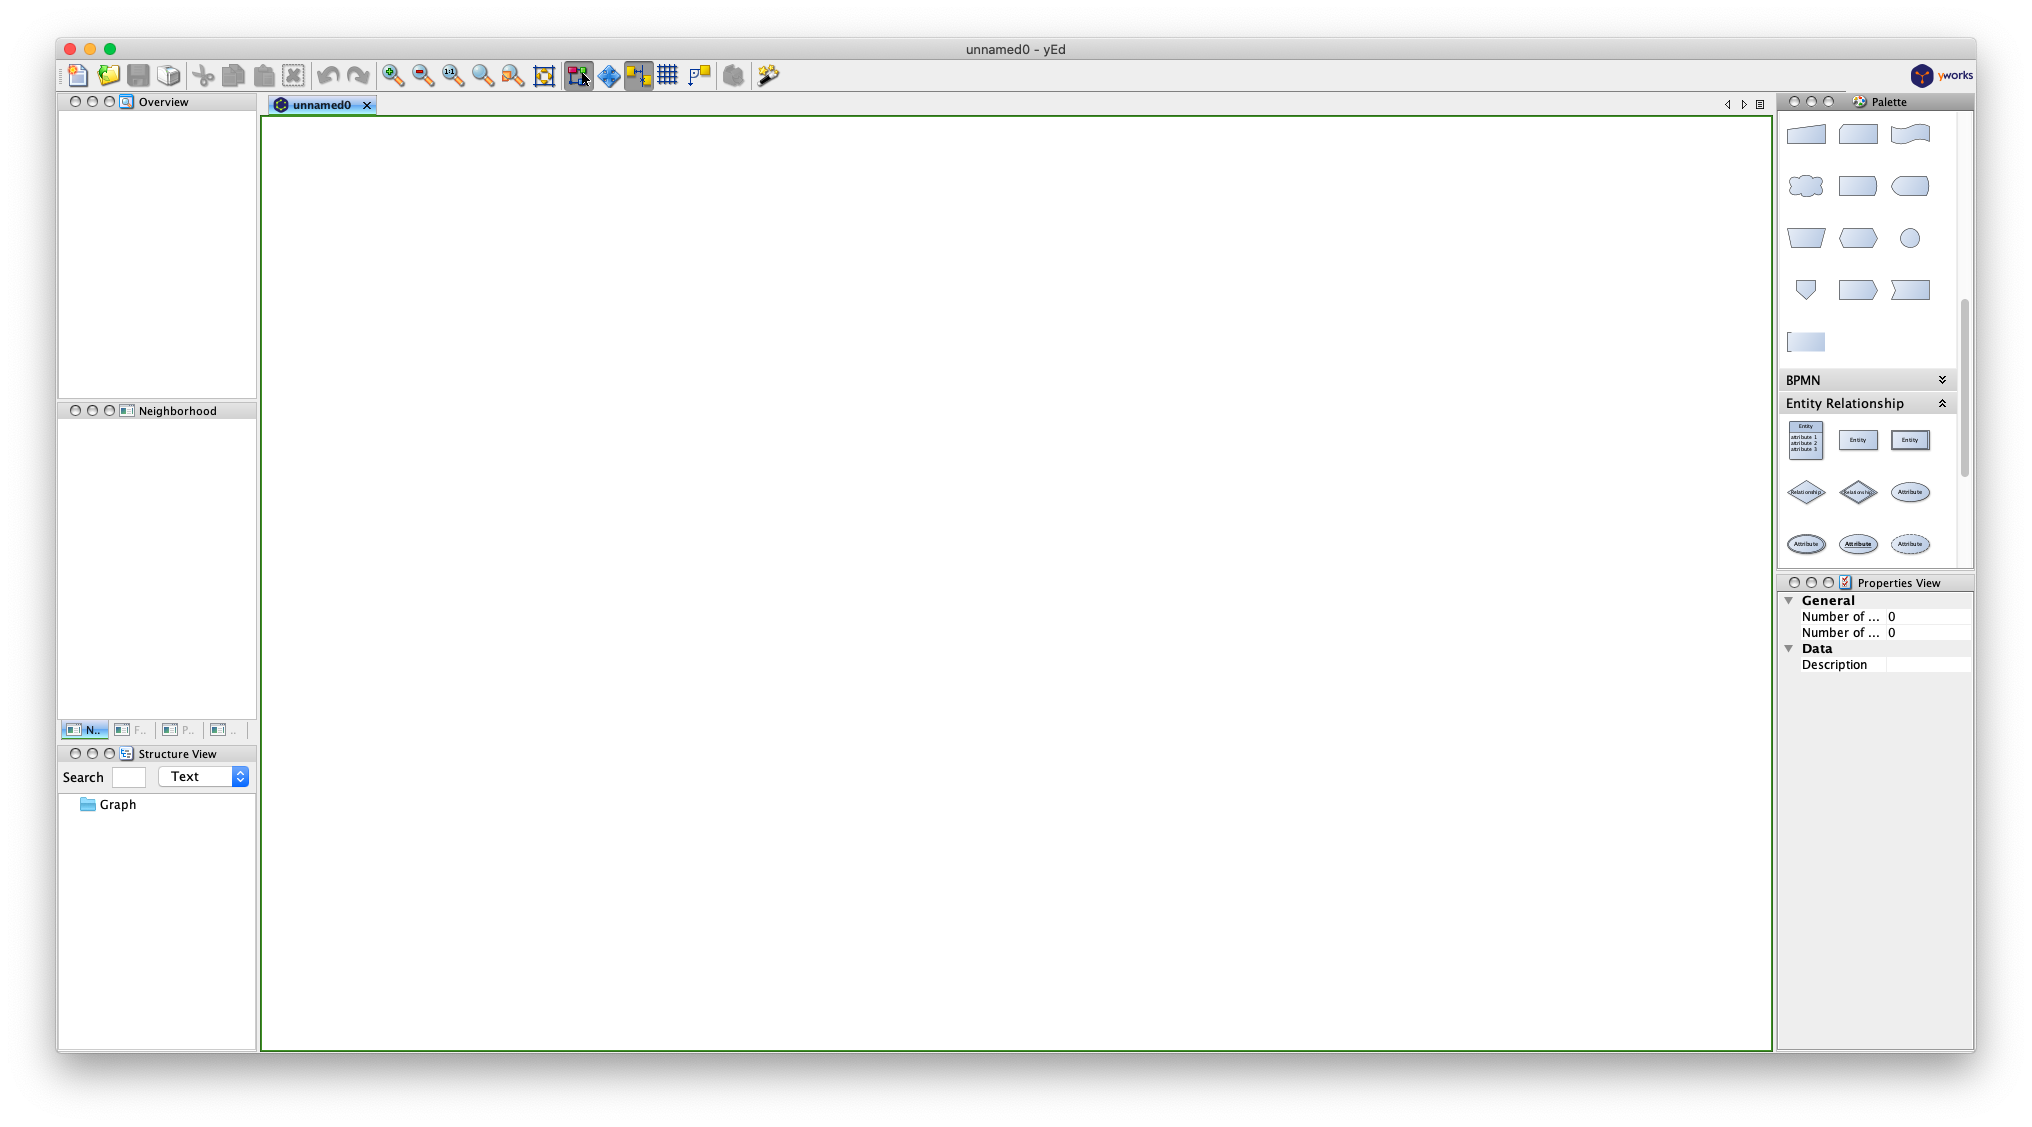 unnamed0 - yEd
1:1
yworks
Overview
unnamed0
Palette
BPMN
Entity Relationship
Entity
attribute 1
attribute 2
attribute 3
Entity
Entity
Relationship
Relationship
Attribute
Attribute
Attribute
Attribute
Neighborhood
N..
F..
P..
..
Structure View
Search
Text
Graph
Properties View
General
Number of ... 0
Number of ... 0
Data
Description